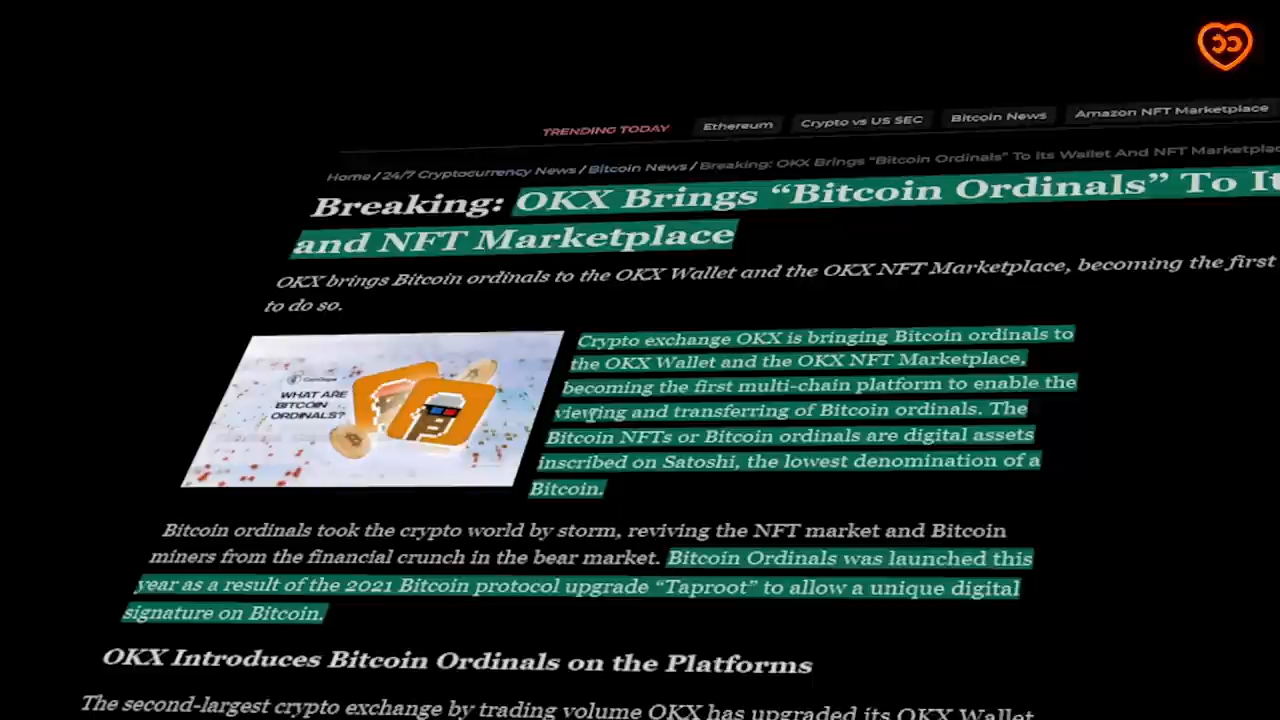 TRENDING TODAY Ethereum Crypto vs US SEC Bitcoin News Amazon NFT Marketplace
Home / 24/7 Cryptocurrency News / Bitcoin News / Breaking: OKX Brings “Bitcoin Ordinals” To Its Wallet And NFT
Breaking: OKX Brings “Bitcoin Ordinals” To
and NFT Marketplace
OKX brings Bitcoin ordinals to the OKX Wallet and the OKX NFT Marketplace, becoming the first
to do so.
CoinGape
WHAT ARE
BITCOIN
ORDINALS?
Crypto exchange OKX is bringing Bitcoin ordinals to
the OKX Wallet and the OKX NFT Marketplace,
becoming the first multi-chain platform to enable the
viewing and transferring of Bitcoin ordinals. The
Bitcoin NFTs or Bitcoin ordinals are digital assets
inscribed on Satoshi, the lowest denomination of a
Bitcoin.
Bitcoin ordinals took the crypto world by storm, reviving the NFT market and Bitcoin
miners from the financial crunch in the bear market. Bitcoin Ordinals was launched this
year as a result of the 2021 Bitcoin protocol upgrade “Taproot” to allow a unique digital
signature on Bitcoin.
OKX Introduces Bitcoin Ordinals on the Platforms
The second-largest crypto exchange by trading volume OKX has upgraded its OKX Wallet